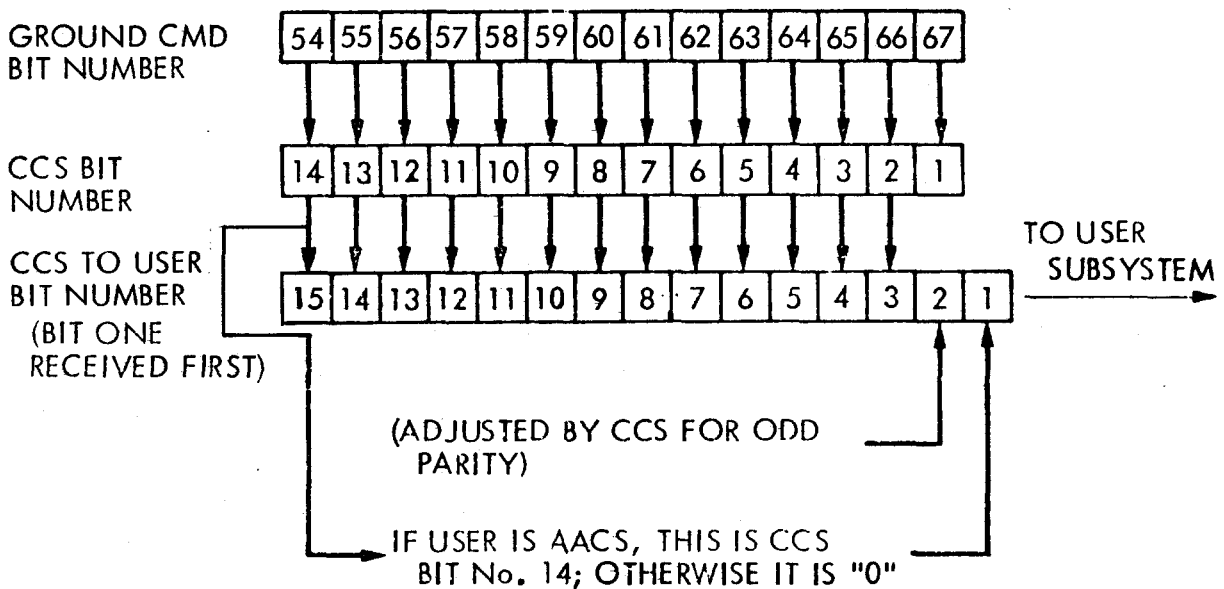 GROUND CMD
BIT NUMBER
54 55 56 57 58 59 60 61 62 63 64 65 66 67
CCS BIT
NUMBER
14 13 12 11 10 9 8 7 6 5 4 3 2 1
CCS TO USER
BIT NUMBER
(BIT ONE
RECEIVED FIRST)
15 14 13 12 11 10 9 8 7 6 5 4 3 2 1
TO USER
SUBSYSTEM
(ADJUSTED BY CCS FOR ODD
PARITY)
IF USER IS AACS, THIS IS CCS
BIT No. 14; OTHERWISE IT IS "0"